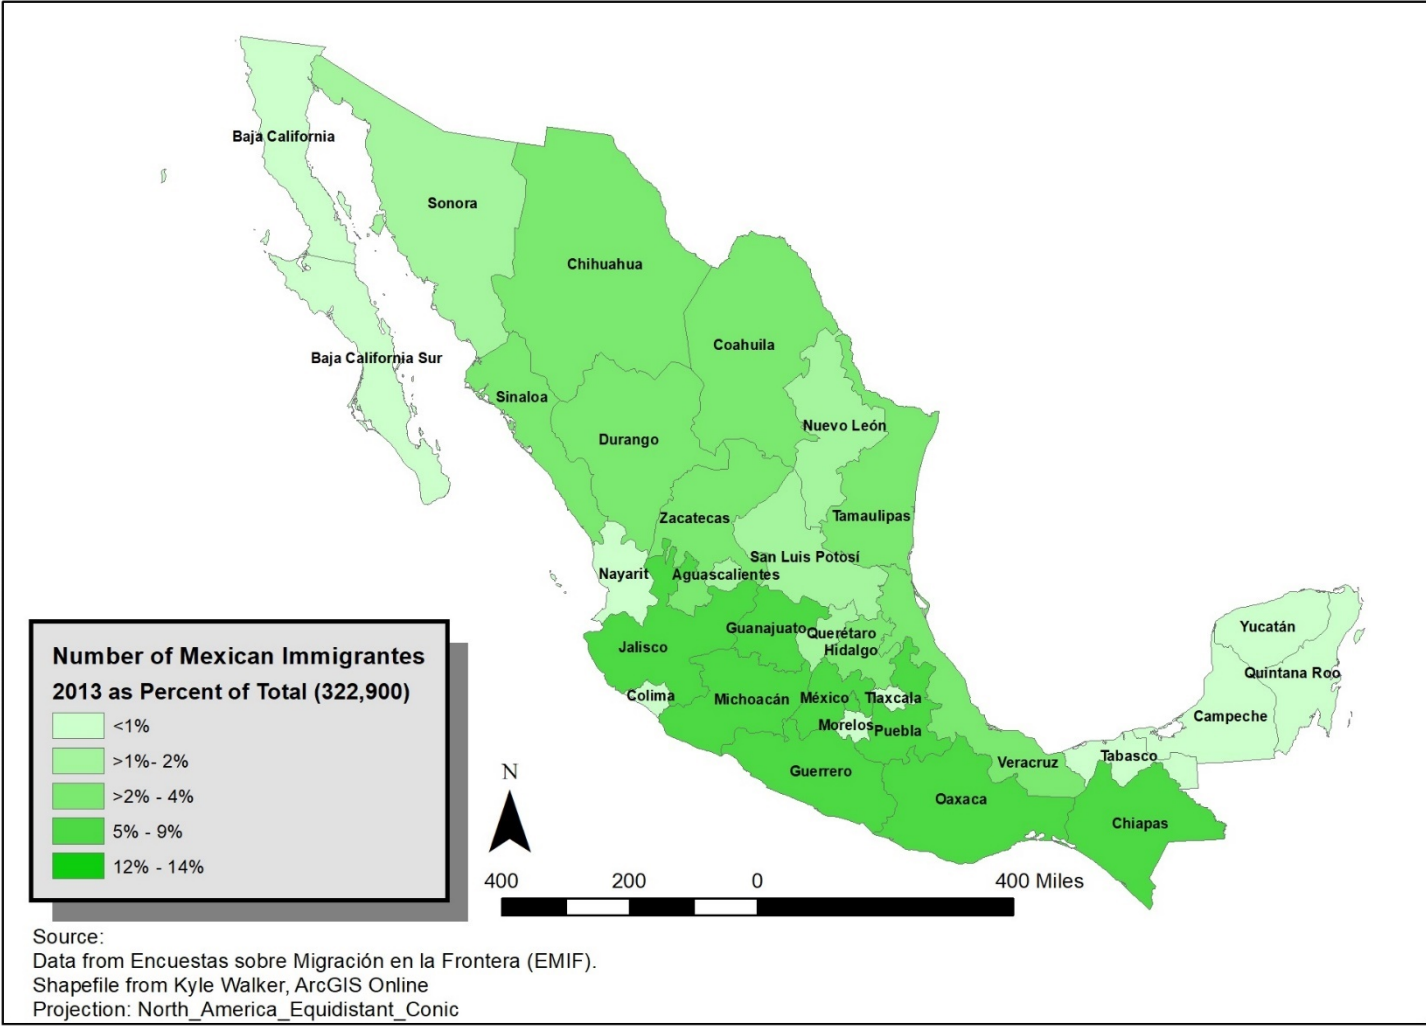 Baja California
Sonora
Chihuahua
Coahuila
Baja California Sur
Sinaloa
Nuevo León
Durango
Zacatecas
Tamaulipas
San Luis Potosí
Nayarit
Aguascalientes
Guanajuato
Querétaro
Jalisco
Hidalgo
Yucatán
Quintana Roo
Colima
Michoacán
México
Tlaxcala
Campeche
Morelos
Puebla
Guerrero
Veracruz
Tabasco
Oaxaca
Chiapas
Number of Mexican Immigrantes
2013 as Percent of Total (322,900)
<1%
>1%- 2%
>2% - 4%
5% - 9%
12% - 14%
N
400 200 0 400 Miles
Source:
Data from Encuestas sobre Migración en la Frontera (EMIF).
Shapefile from Kyle Walker, ArcGIS Online
Projection: North_America_Equidistant_Conic